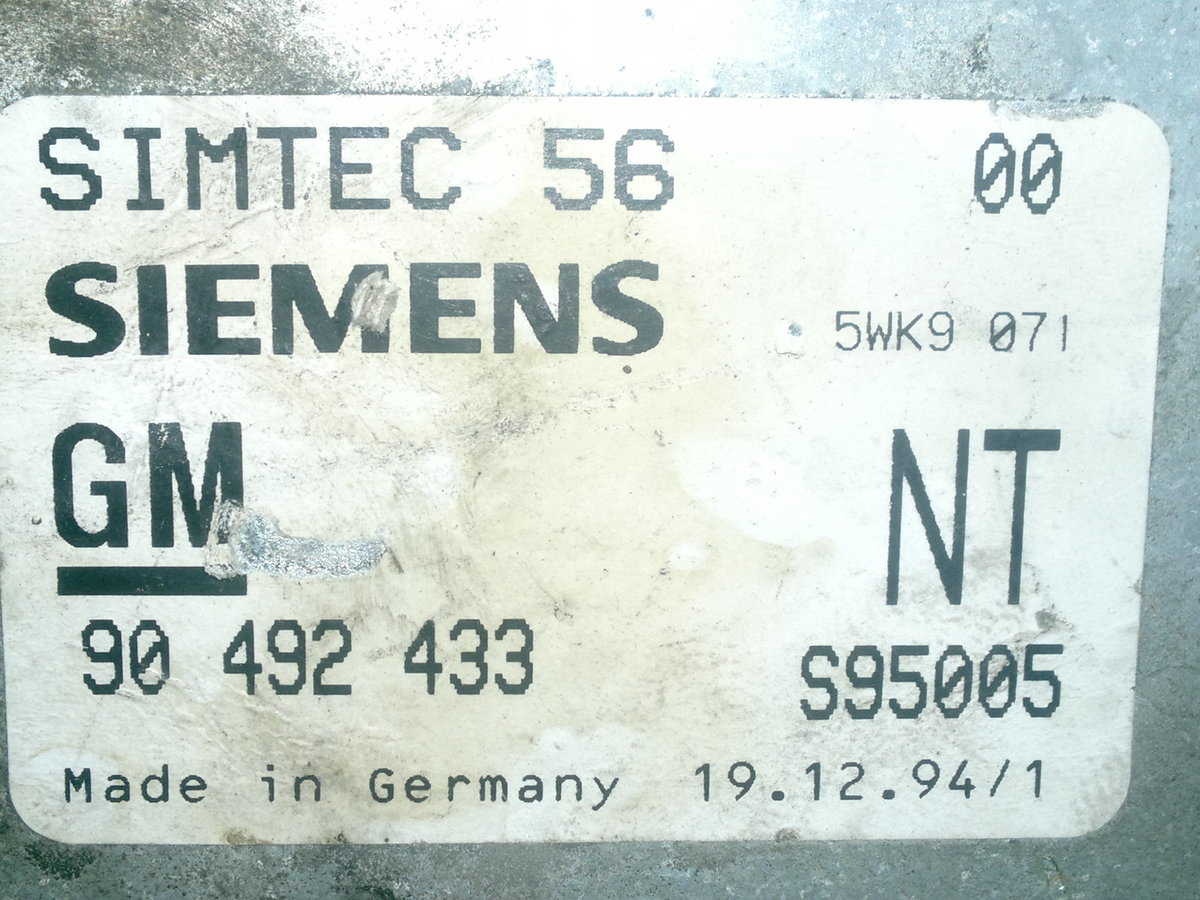 SIMTEC 56 00
SIEMENS
5WK9 071
GM NT
90 492 433 S95005
Made in Germany 19.12.94/1